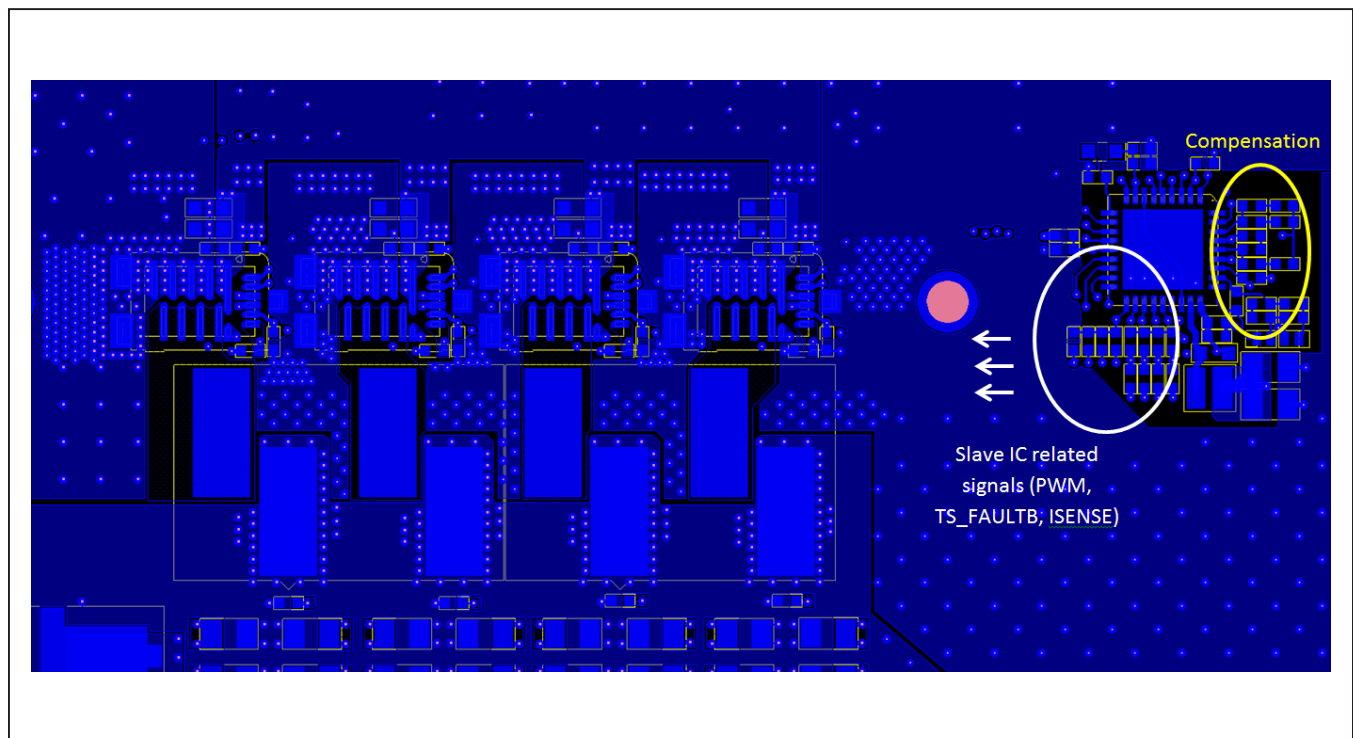 Compensation
Slave IC related
signals (PWM,
TS_FAULTB, ISENSE)